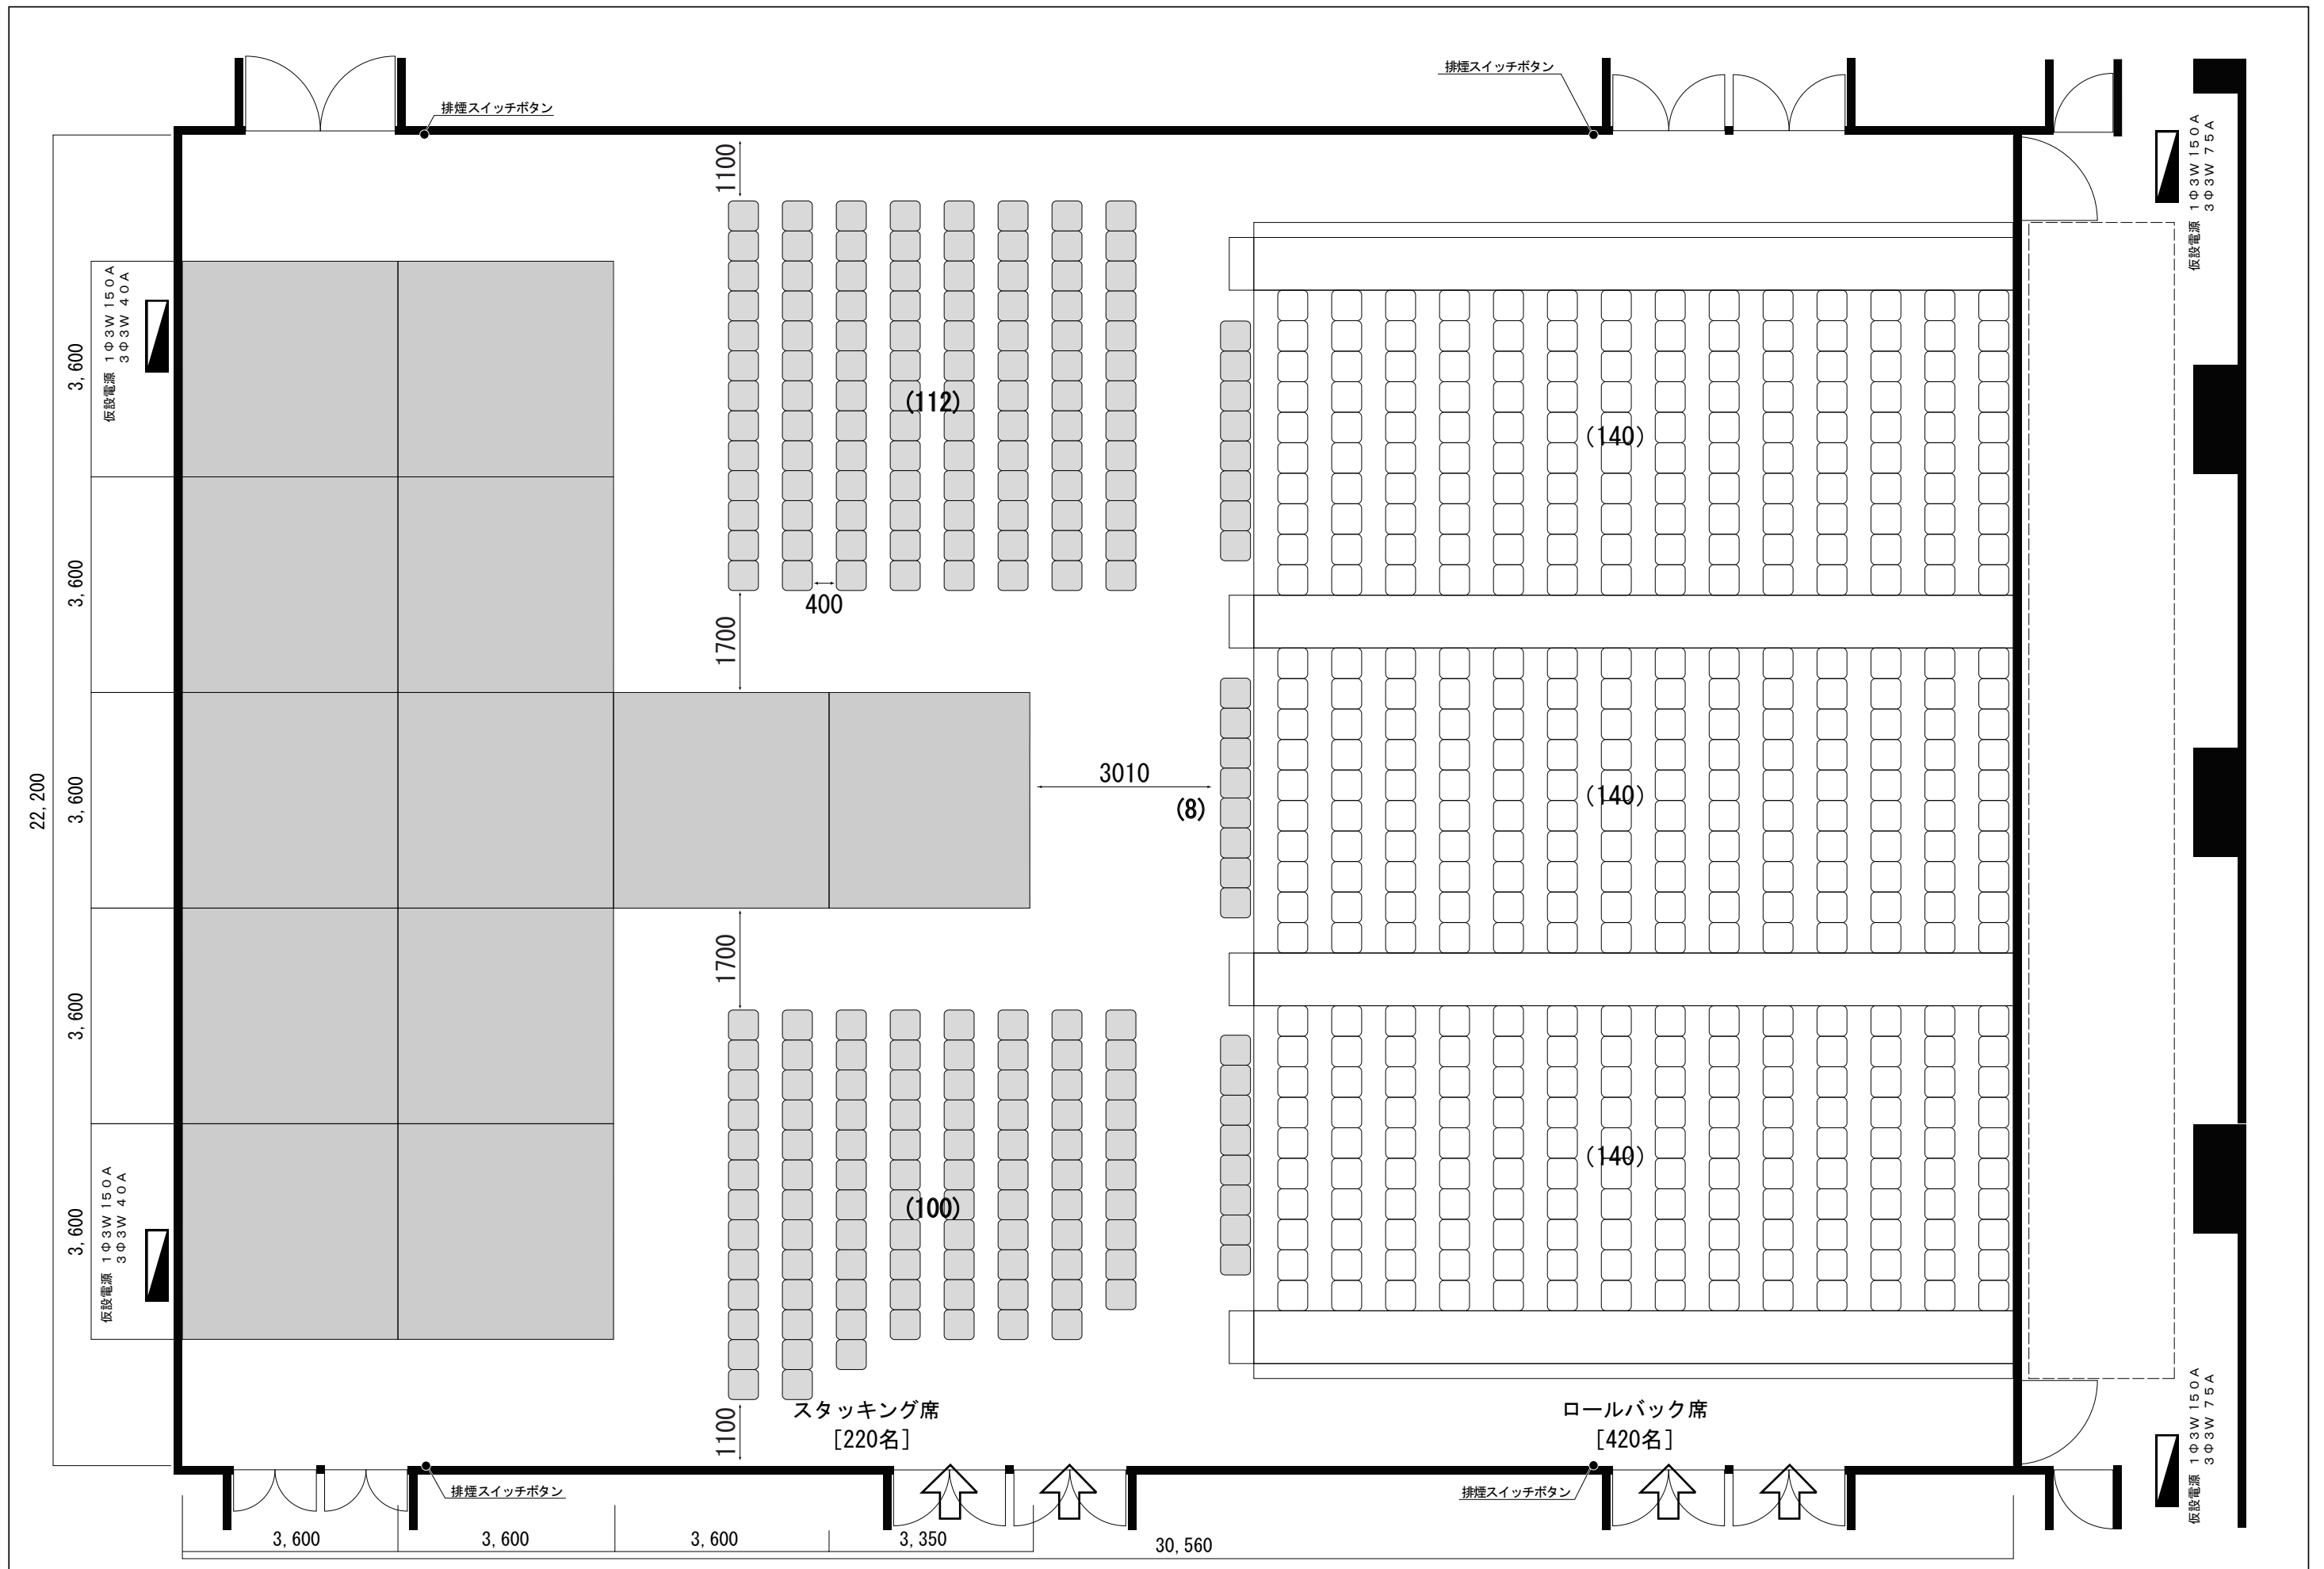 排煙スイッチボタン
排煙スイッチボタン
仮設電源 1Φ3W 150A
3Φ3W 75A
1100
仮設電源 1Φ3W 150A
3Φ3W 40A
3,600
(112)
(140)
400
3,600
1700
22,200
3,600
3010
(8)
(140)
1700
3,600
(140)
3,600
仮設電源 1Φ3W 150A
3Φ3W 40A
(100)
1100
スタッキング席
[220名]
ロールバック席
[420名]
仮設電源 1Φ3W 150A
3Φ3W 75A
排煙スイッチボタン
排煙スイッチボタン
3,600
3,600
3,600
3,350
30,560